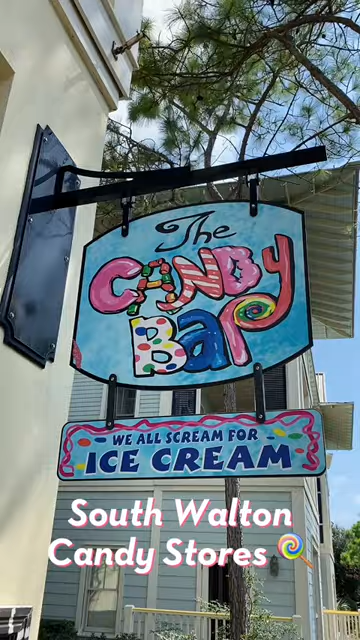 The
CANDY
BaR
WE ALL SCREAM FOR
ICE CREAM
South Walton
Candy Stores🍭